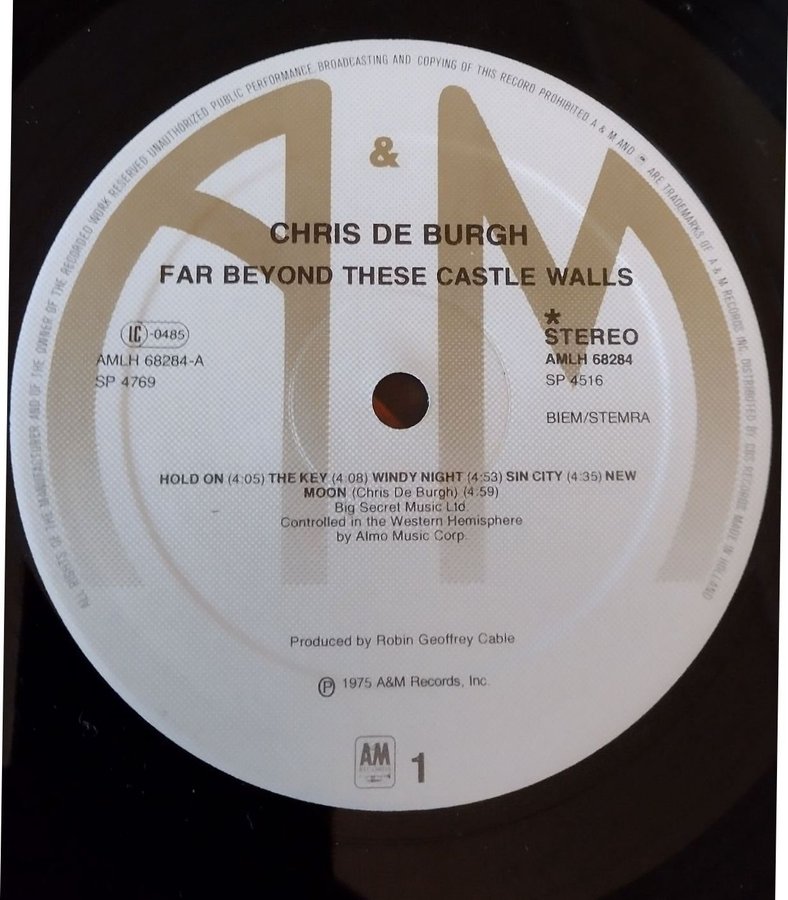 ALL RIGHTS OF THE MANUFACTURER AND OF THE OWNER OF THE RECORDED WORK RESERVED UNAUTHORIZED PUBLIC PERFORMANCE, BROADCASTING AND COPYING OF THIS RECORD PROHIBITED A & M AND ARE TRADEMARKS OF A & M RECORDS INC. DISTRIBUTED BY CBS RECORDS MADE IN HOLLAND
A & M
CHRIS DE BURGH
FAR BEYOND THESE CASTLE WALLS
LC-0485
AMLH 68284-A
SP 4769
*
STEREO
AMLH 68284
SP 4516
BIEM/STEMRA
HOLD ON (4:05) THE KEY (4:08) WINDY NIGHT (4:53) SIN CITY (4:35) NEW
MOON (Chris De Burgh) (4:59)
Big Secret Music Ltd.
Controlled in the Western Hemisphere
by Almo Music Corp.
Produced by Robin Geoffrey Cable
Ⓟ 1975 A&M Records, Inc.
AM
RECORDS
1